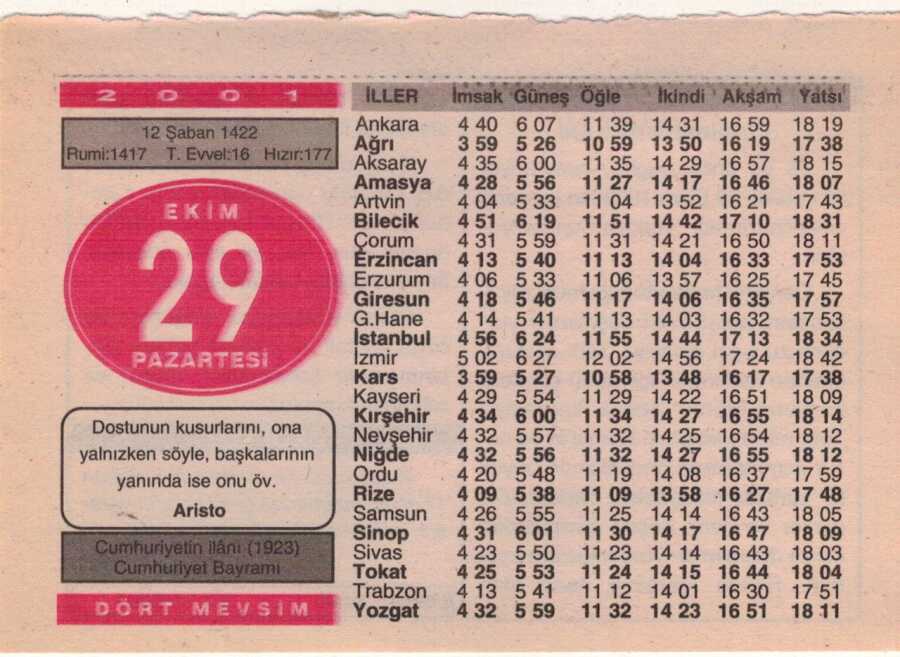 2 0 0 1
12 Şaban 1422
Rumi:1417 T. Evvel:16 Hızır:177
EKİM
29
PAZARTESİ
Dostunun kusurlarını, ona
yalnızken söyle, başkalarının
yanında ise onu öv.
Aristo
Cumhuriyetin ilânı (1923)
Cumhuriyet Bayramı
DÖRT MEVSİM
İLLER İmsak Güneş Öğle İkindi Akşam Yatsı
Ankara 4 40 6 07 11 39 14 31 16 59 18 19
Ağrı 3 59 5 26 10 59 13 50 16 19 17 38
Aksaray 4 35 6 00 11 35 14 29 16 57 18 15
Amasya 4 28 5 56 11 27 14 17 16 46 18 07
Artvin 4 04 5 33 11 04 13 52 16 21 17 43
Bilecik 4 51 6 19 11 51 14 42 17 10 18 31
Çorum 4 31 5 59 11 31 14 21 16 50 18 11
Erzincan 4 13 5 40 11 13 14 04 16 33 17 53
Erzurum 4 06 5 33 11 06 13 57 16 25 17 45
Giresun 4 18 5 46 11 17 14 06 16 35 17 57
G.Hane 4 14 5 41 11 13 14 03 16 32 17 53
İstanbul 4 56 6 24 11 55 14 44 17 13 18 34
İzmir 5 02 6 27 12 02 14 56 17 24 18 42
Kars 3 59 5 27 10 58 13 48 16 17 17 38
Kayseri 4 29 5 54 11 29 14 22 16 51 18 09
Kırşehir 4 34 6 00 11 34 14 27 16 55 18 14
Nevşehir 4 32 5 57 11 32 14 25 16 54 18 12
Niğde 4 32 5 56 11 32 14 27 16 55 18 12
Ordu 4 20 5 48 11 19 14 08 16 37 17 59
Rize 4 09 5 38 11 09 13 58 16 27 17 48
Samsun 4 26 5 55 11 25 14 14 16 43 18 05
Sinop 4 31 6 01 11 30 14 17 16 47 18 09
Sivas 4 23 5 50 11 23 14 14 16 43 18 03
Tokat 4 25 5 53 11 24 14 15 16 44 18 04
Trabzon 4 13 5 41 11 12 14 01 16 30 17 51
Yozgat 4 32 5 59 11 32 14 23 16 51 18 11